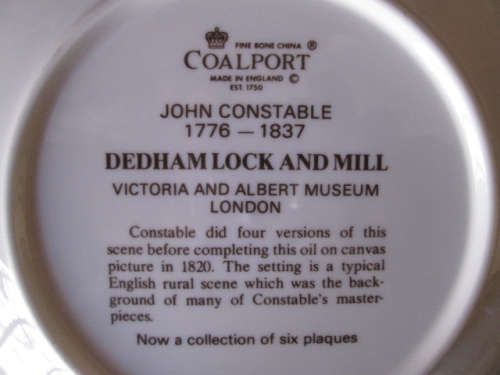 FINE BONE CHINA ®
COALPORT
MADE IN ENGLAND ©
EST. 1750
JOHN CONSTABLE
1776 — 1837
DEDHAM LOCK AND MILL
VICTORIA AND ALBERT MUSEUM
LONDON
Constable did four versions of this
scene before completing this oil on canvas
picture in 1820. The setting is a typical
English rural scene which was the back-
ground of many of Constable's master-
pieces.
Now a collection of six plaques